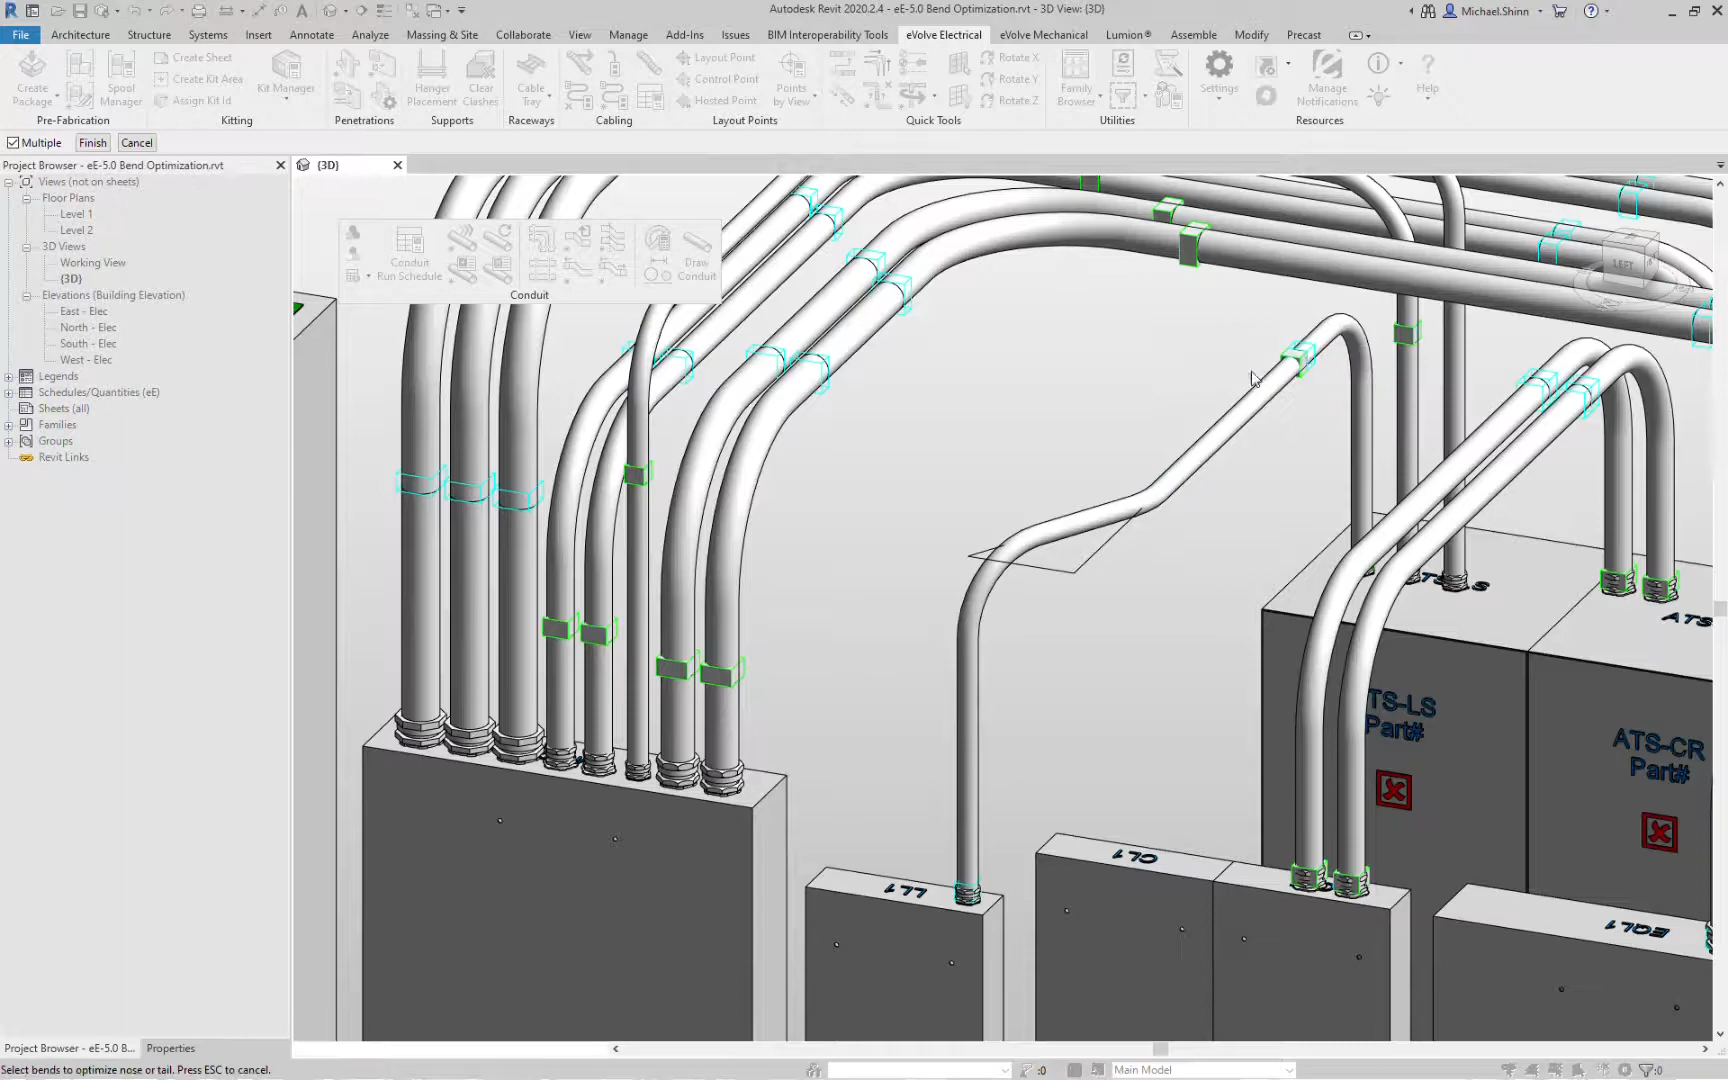 Autodesk Revit 2020.2.4 - eE-5.0 Bend Optimization.rvt - 3D View: {3D}
Michael.Shinn
File Architecture Structure Systems Insert Annotate Analyze Massing & Site Collaborate View Manage Add-Ins Issues BIM Interoperability Tools eVolve Electrical eVolve Mechanical Lumion® Assemble Modify Precast
Create Package
Spool Manager
Create Sheet
Create Kit Area
Assign Kit Id
Kit Manager
Hanger Placement
Clear Clashes
Cable Tray
Layout Point
Control Point
Hosted Point
Points by View
Rotate X
Rotate Y
Rotate Z
Family Browser
Settings
Manage Notifications
Help
Pre-Fabrication Kitting Penetrations Supports Raceways Cabling Layout Points Quick Tools Utilities Resources
Multiple Finish Cancel
Project Browser - eE-5.0 Bend Optimization.rvt
{3D}
Views (not on sheets)
Floor Plans
Level 1
Level 2
3D Views
Working View
{3D}
Elevations (Building Elevation)
East - Elec
North - Elec
South - Elec
West - Elec
Legends
Schedules/Quantities (eE)
Sheets (all)
Families
Groups
Revit Links
Conduit Run Schedule
Draw Conduit
Conduit
LEFT
ATS
TS-LS
Part#
ATS-CR
Part#
LL1
CL1
EQL1
Project Browser - eE-5.0 B... Properties
Select bends to optimize nose or tail. Press ESC to cancel.
:0
Main Model
:0